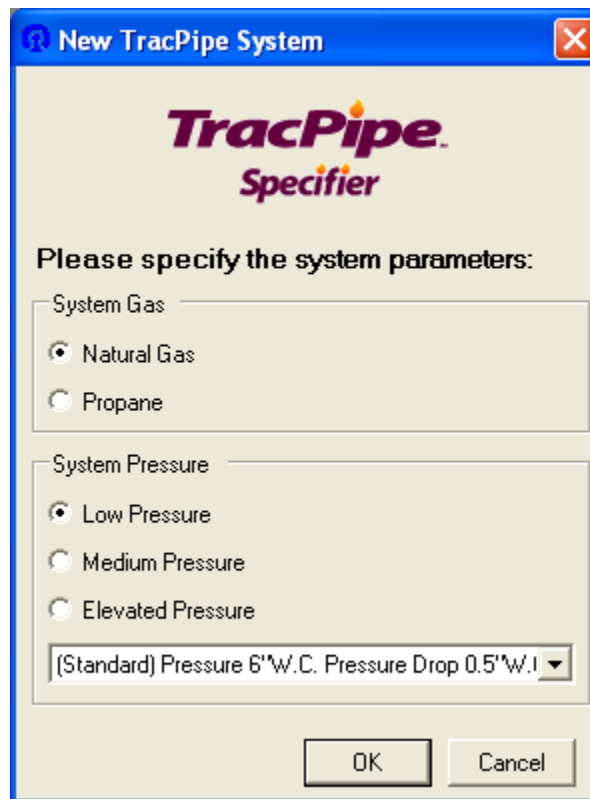 New TracPipe System
TracPipe™
Specifier
Please specify the system parameters:
System Gas
Natural Gas
Propane
System Pressure
Low Pressure
Medium Pressure
Elevated Pressure
(Standard) Pressure 6"W.C. Pressure Drop 0.5"W.
OK
Cancel